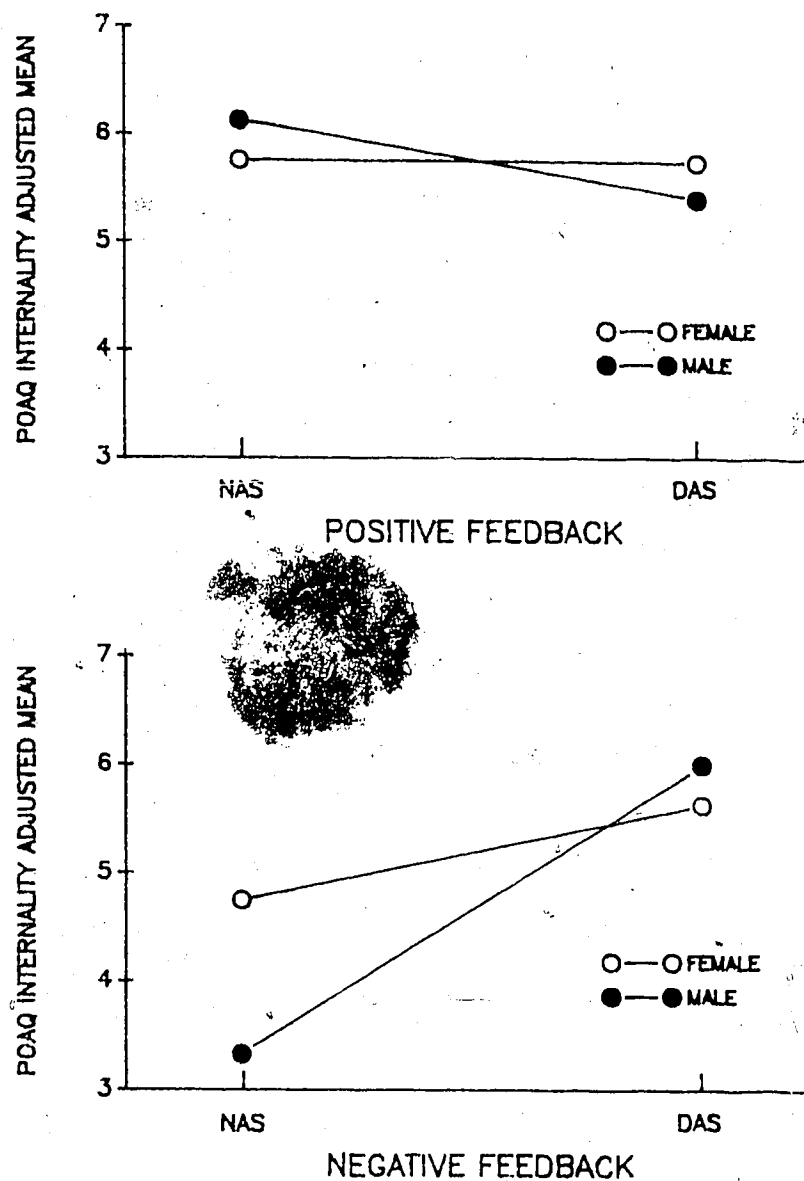 POAQ INTERNALITY ADJUSTED MEAN
7
6
5
4
3
NAS
DAS
FEMALE
MALE
POSITIVE FEEDBACK
POAQ INTERNALITY ADJUSTED MEAN
7
6
5
4
3
NAS
DAS
FEMALE
MALE
NEGATIVE FEEDBACK